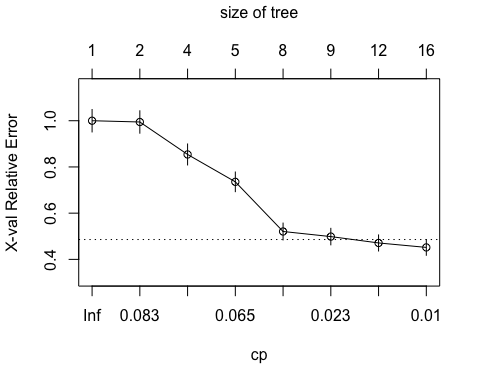 size of tree
1 2 4 5 8 9 12 16
X-val Relative Error
1.0
0.8
0.6
0.4
Inf 0.083 0.065 0.023 0.01
cp